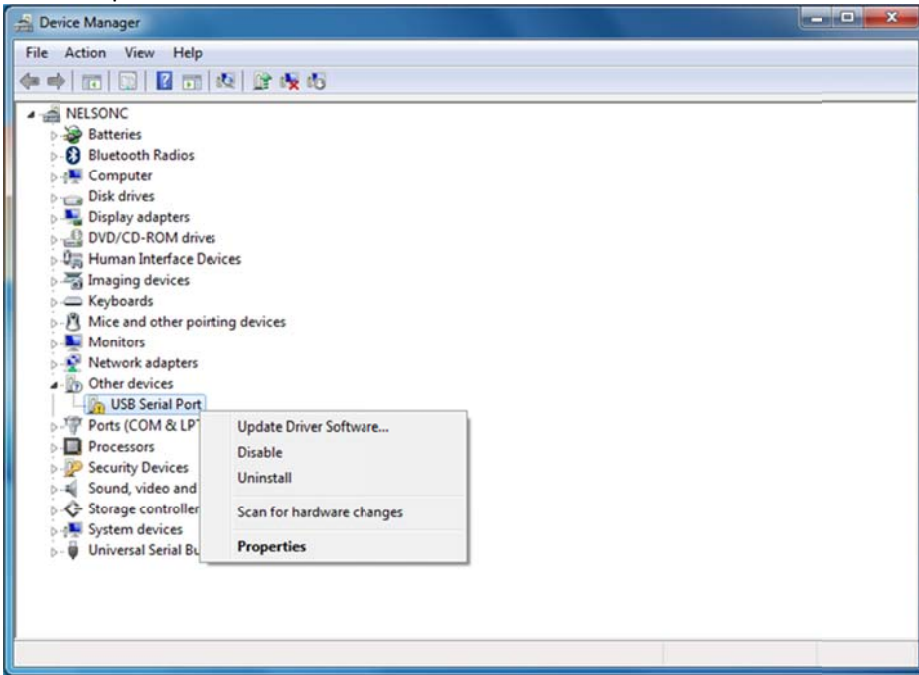 Device Manager
File Action View Help
NELSONC
Batteries
Bluetooth Radios
Computer
Disk drives
Display adapters
DVD/CD-ROM drives
Human Interface Devices
Imaging devices
Keyboards
Mice and other pointing devices
Monitors
Network adapters
Other devices
USB Serial Port
Ports (COM & LPT
Processors
Security Devices
Sound, video and
Storage controller
System devices
Universal Serial Bu
Update Driver Software...
Disable
Uninstall
Scan for hardware changes
Properties